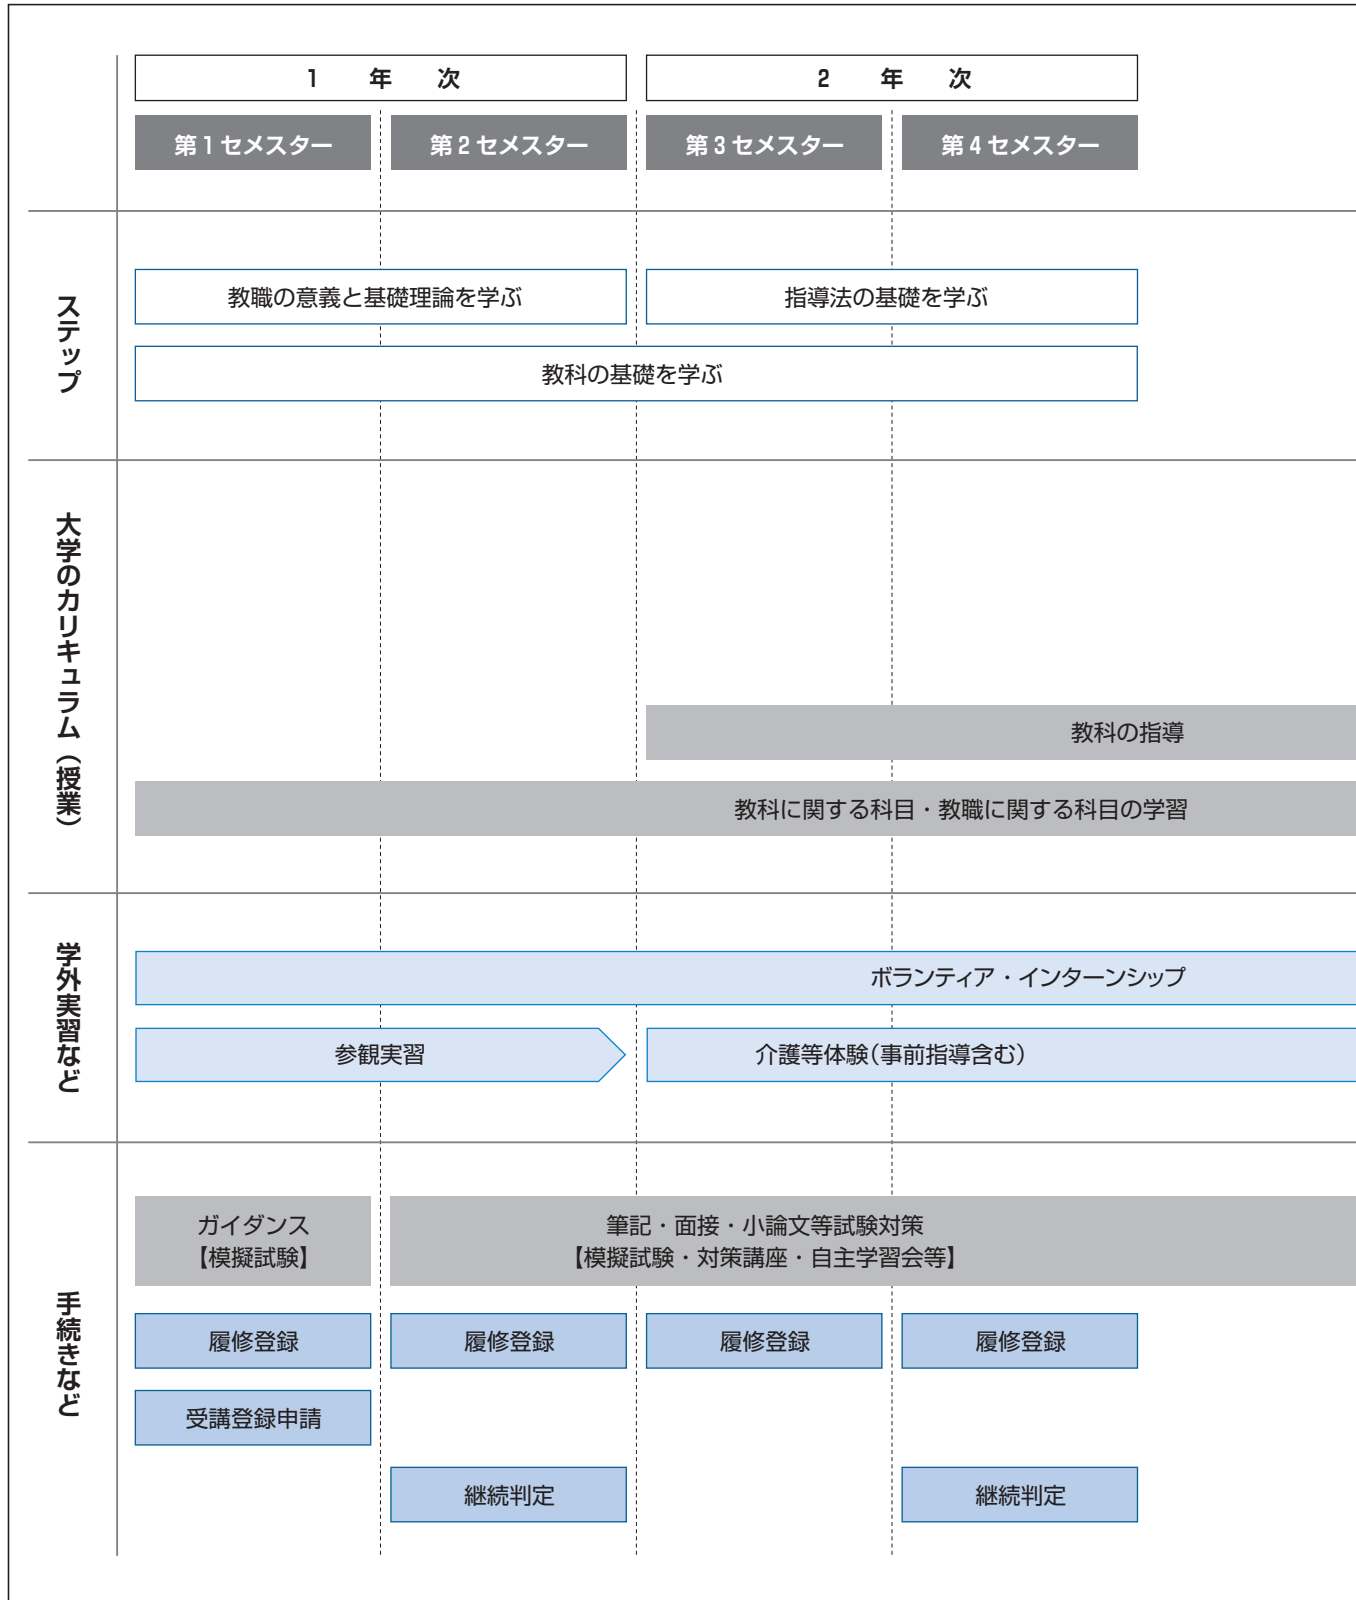 1 年 次
2 年 次
第1セメスター
第2セメスター
第3セメスター
第4セメスター
ステップ
教職の意義と基礎理論を学ぶ
指導法の基礎を学ぶ
教科の基礎を学ぶ
大学のカリキュラム（授業）
教科の指導
教科に関する科目・教職に関する科目の学習
学外実習など
ボランティア・インターンシップ
参観実習
介護等体験（事前指導含む）
手続きなど
ガイダンス
【模擬試験】
筆記・面接・小論文等試験対策
【模擬試験・対策講座・自主学習会等】
履修登録
履修登録
履修登録
履修登録
受講登録申請
継続判定
継続判定